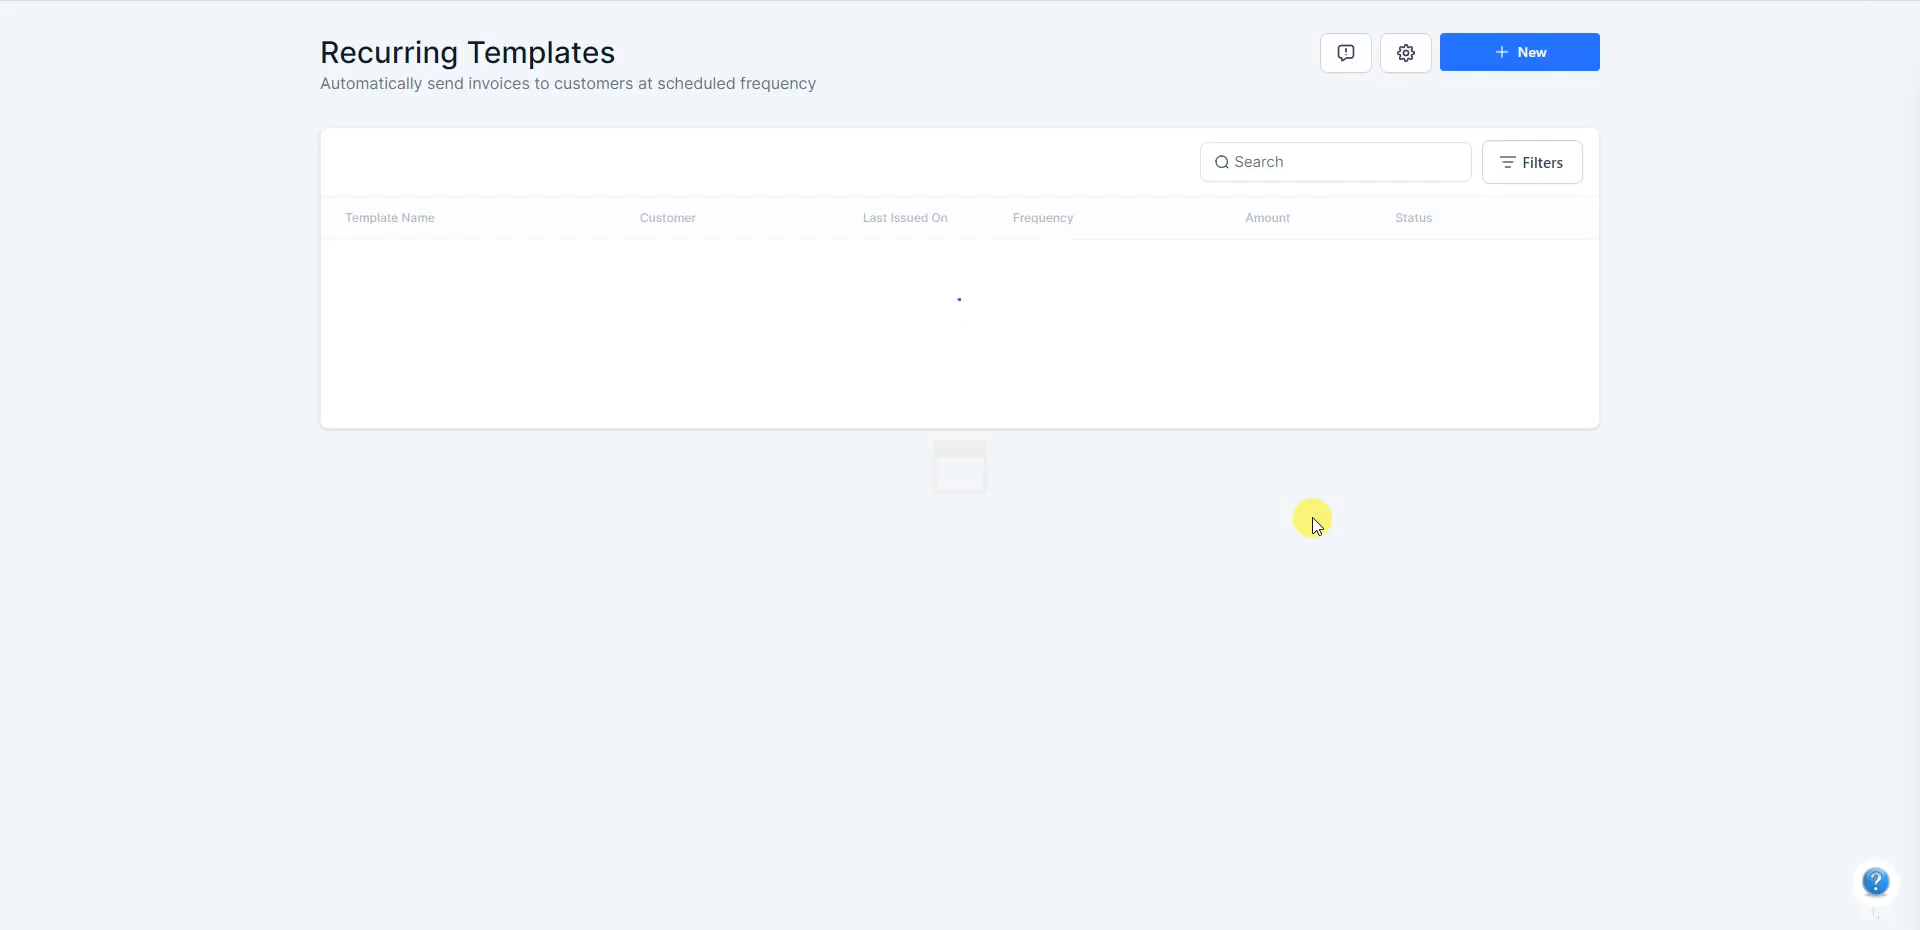 Recurring Templates
Automatically send invoices to customers at scheduled frequency
+ New
Search
Filters
Template Name Customer Last Issued On Frequency Amount Status
?